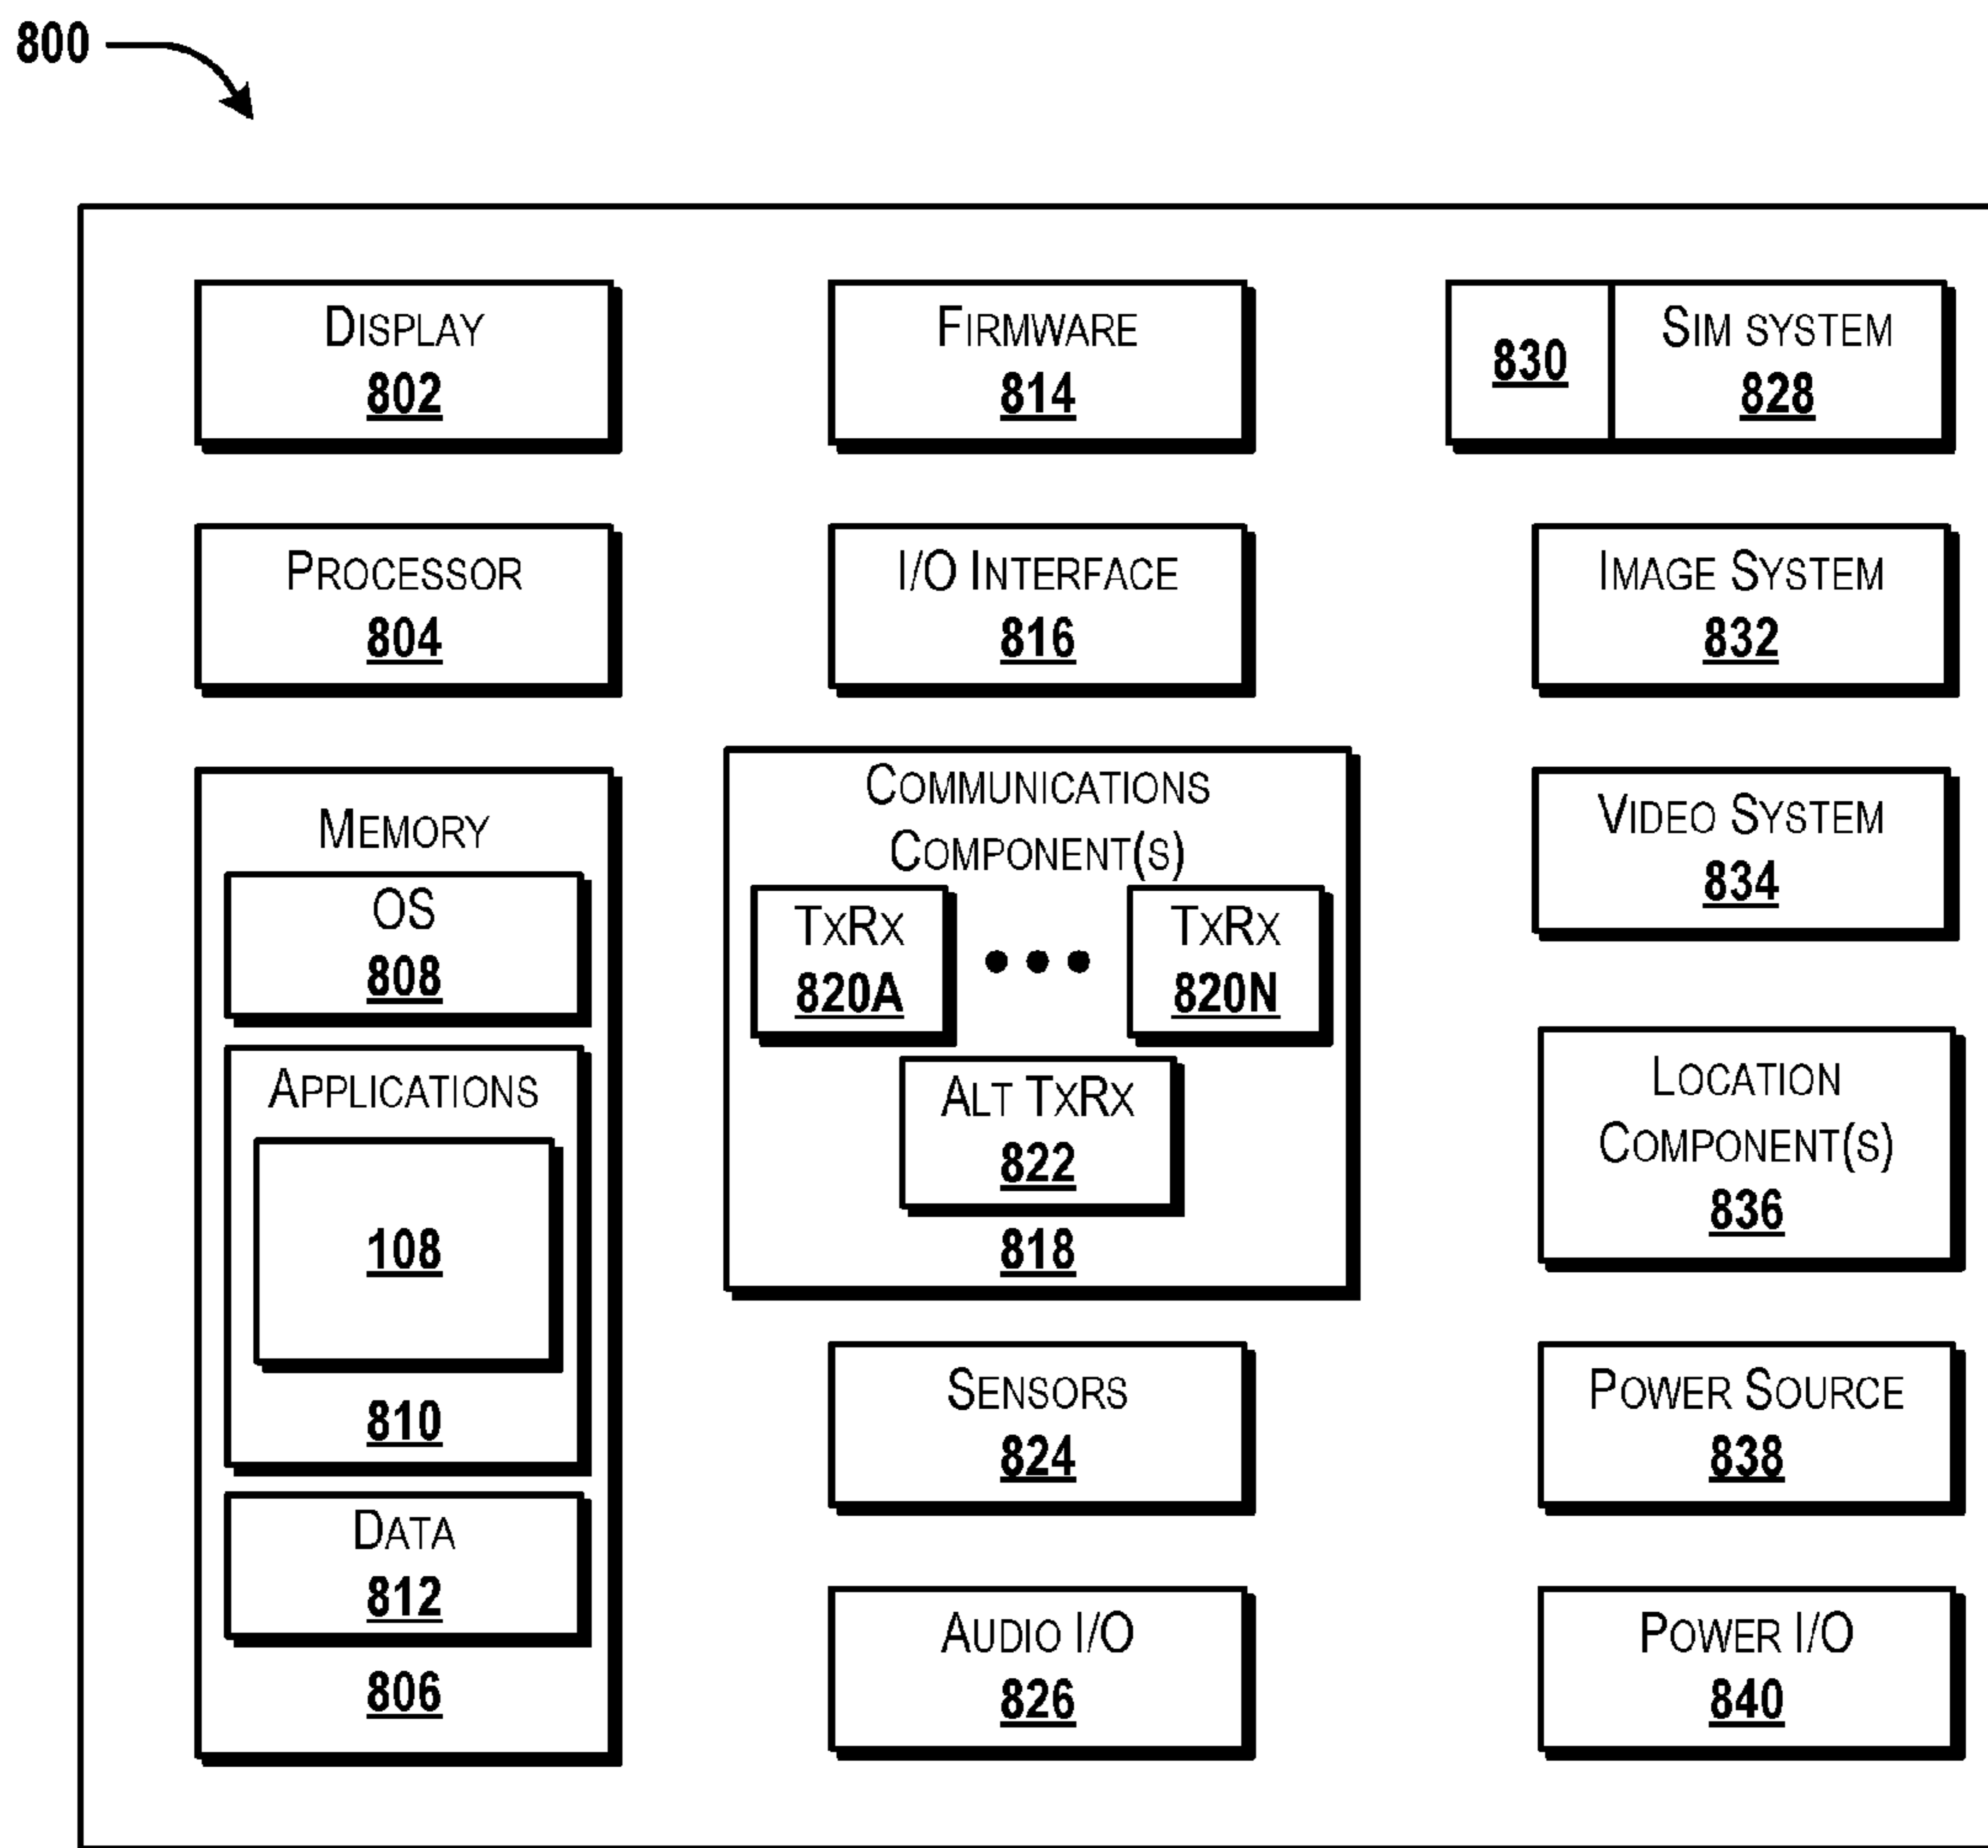 800
DISPLAY
802
PROCESSOR
804
MEMORY
OS
808
APPLICATIONS
108
810
DATA
812
806
FIRMWARE
814
I/O INTERFACE
816
COMMUNICATIONS
COMPONENT(S)
TXRX
820A
TXRX
820N
ALT TXRX
822
818
SENSORS
824
AUDIO I/O
826
830
SIM SYSTEM
828
IMAGE SYSTEM
832
VIDEO SYSTEM
834
LOCATION
COMPONENT(S)
836
POWER SOURCE
838
POWER I/O
840